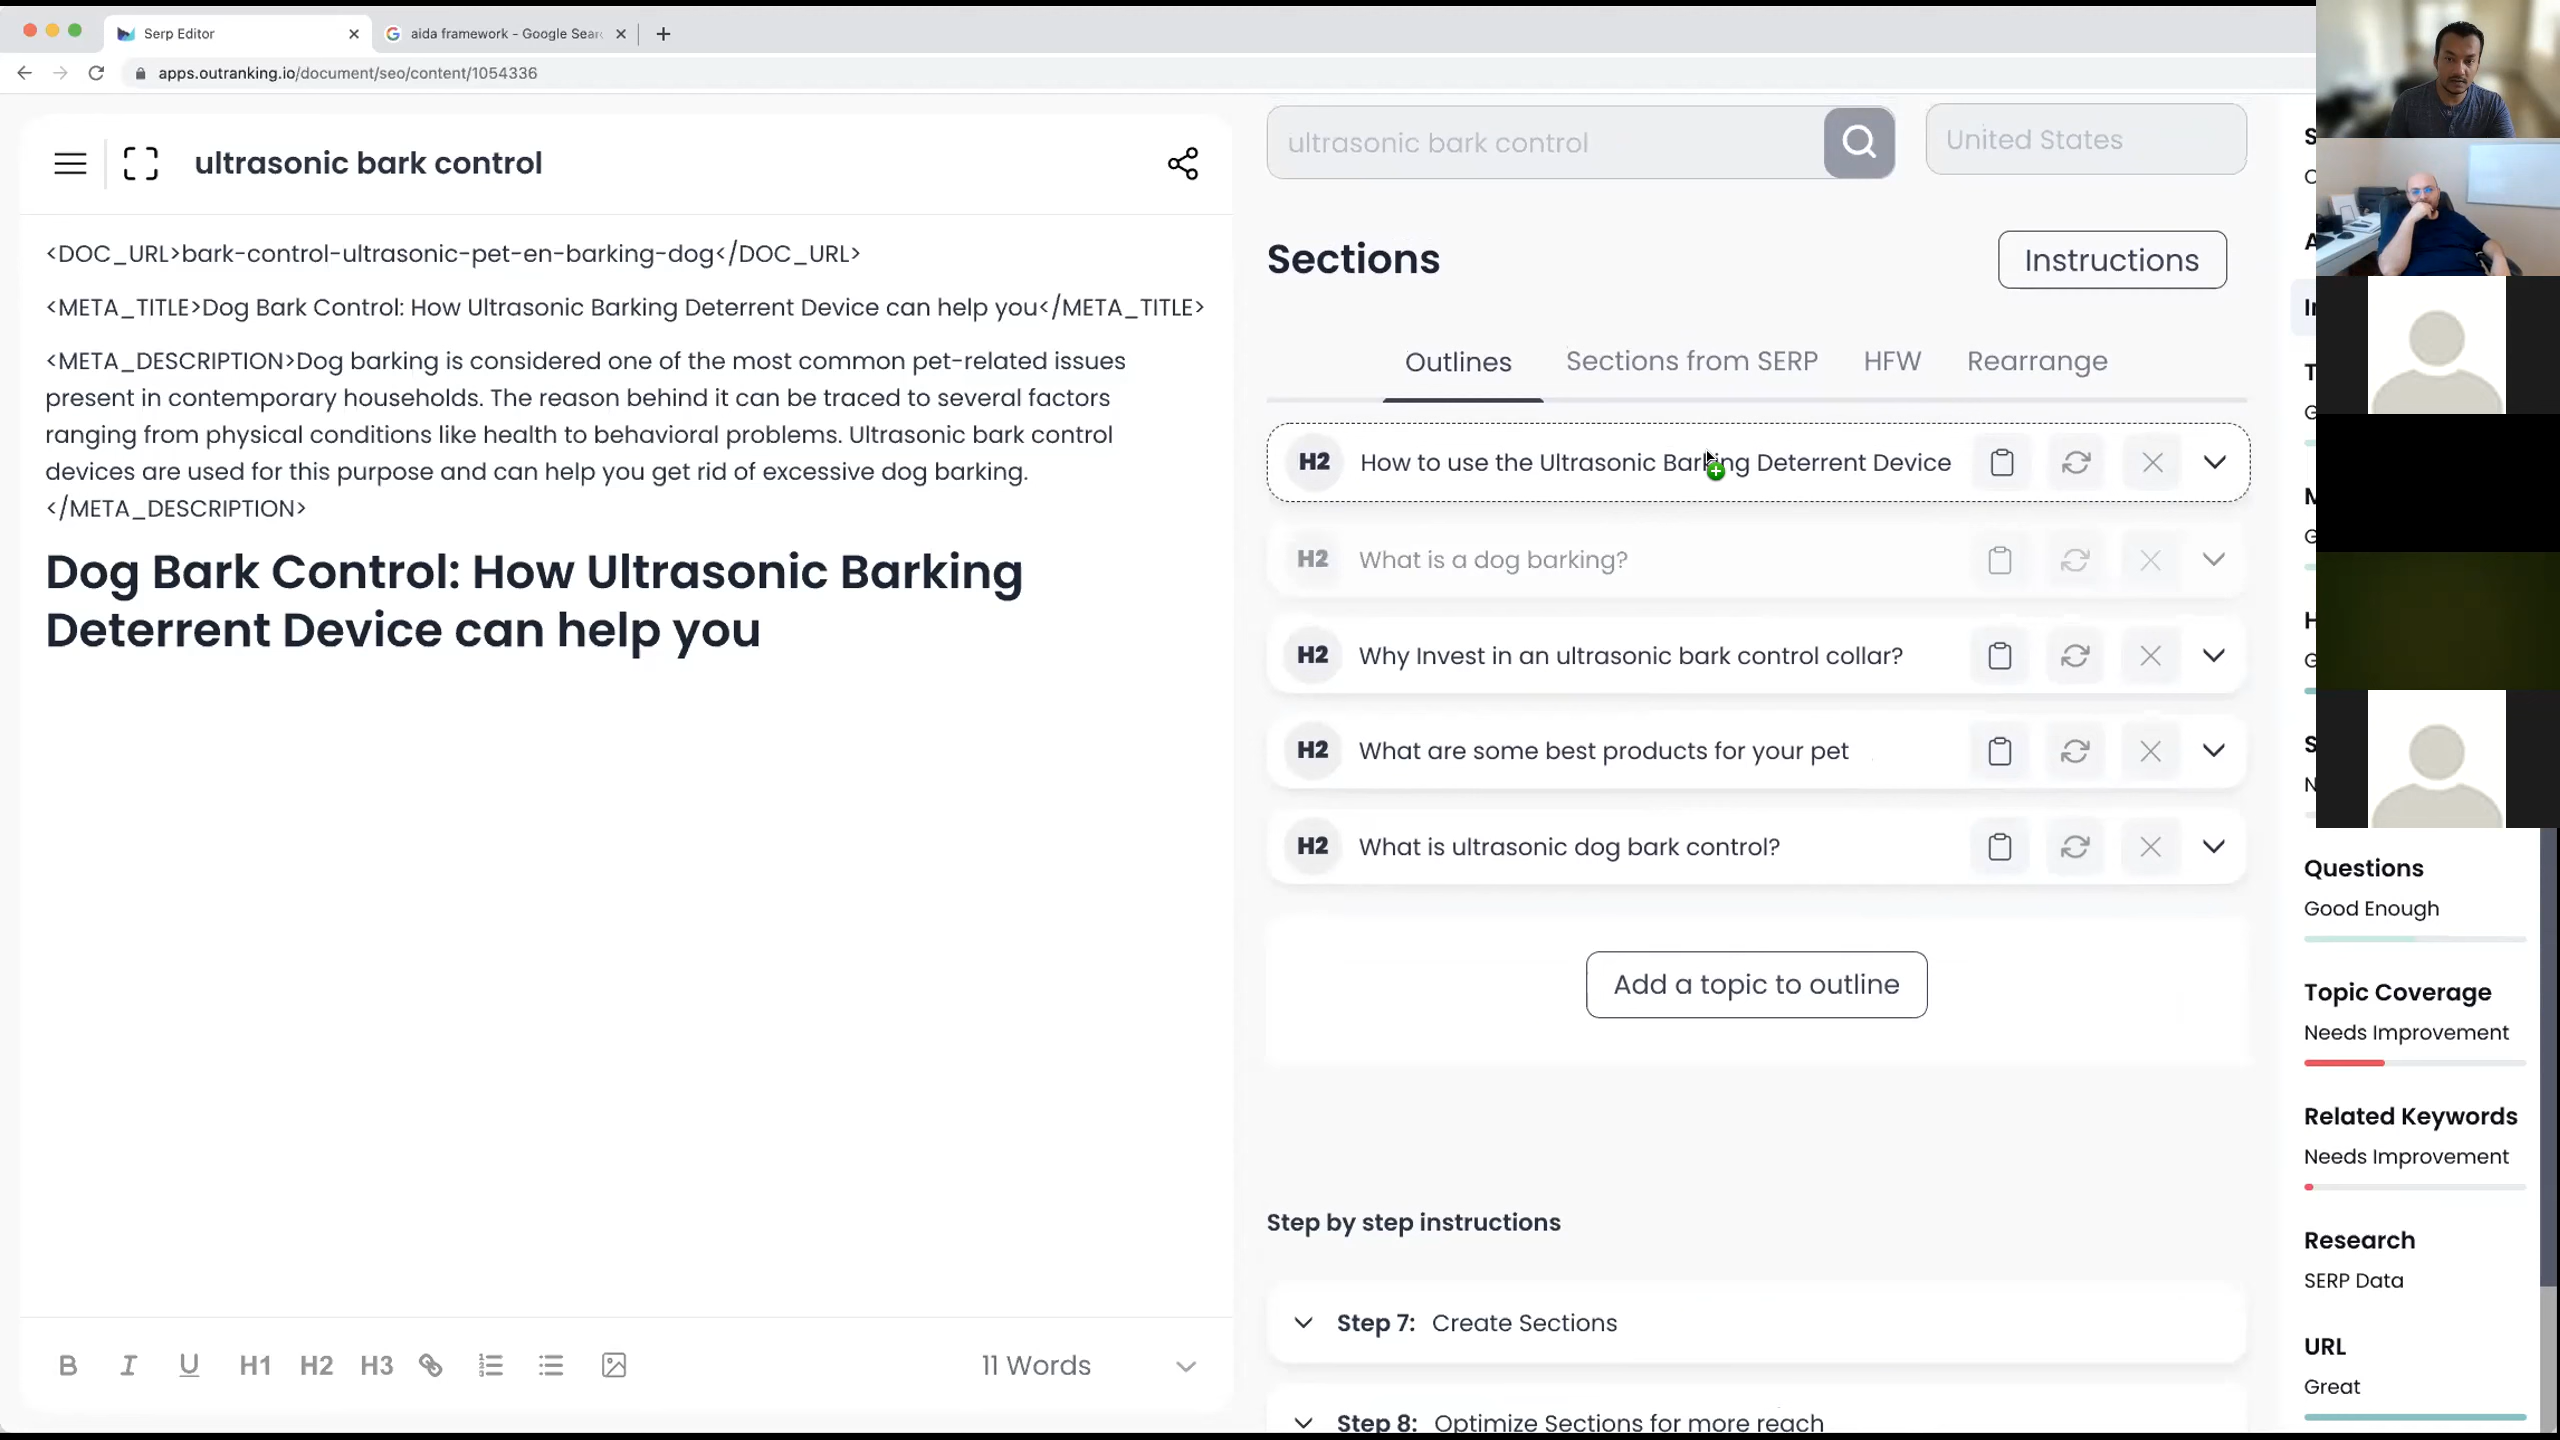 Serp Editor
aida framework - Google Sear
apps.outranking.io/document/seo/content/1054336
ultrasonic bark control
<DOC_URL>bark-control-ultrasonic-pet-en-barking-dog</DOC_URL>
<META_TITLE>Dog Bark Control: How Ultrasonic Barking Deterrent Device can help you</META_TITLE>
<META_DESCRIPTION>Dog barking is considered one of the most common pet-related issues
present in contemporary households. The reason behind it can be traced to several factors
ranging from physical conditions like health to behavioral problems. Ultrasonic bark control
devices are used for this purpose and can help you get rid of excessive dog barking.
</META_DESCRIPTION>
Dog Bark Control: How Ultrasonic Barking
Deterrent Device can help you
B I U H1 H2 H3
11 Words
ultrasonic bark control
United States
Sections
Instructions
Outlines
Sections from SERP
HFW
Rearrange
H2 How to use the Ultrasonic Barking Deterrent Device
H2 What is a dog barking?
H2 Why Invest in an ultrasonic bark control collar?
H2 What are some best products for your pet
H2 What is ultrasonic dog bark control?
Add a topic to outline
Step by step instructions
Step 7: Create Sections
Step 8: Optimize Sections for more reach
Questions
Good Enough
Topic Coverage
Needs Improvement
Related Keywords
Needs Improvement
Research
SERP Data
URL
Great